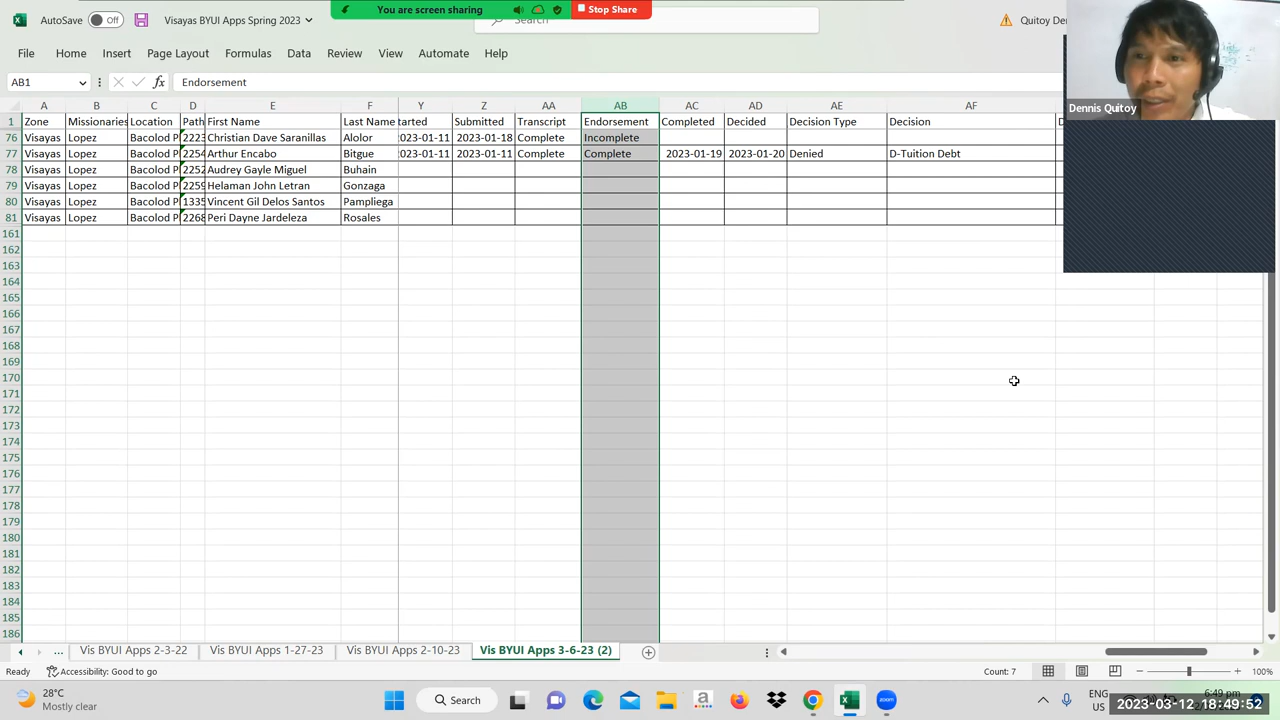 AutoSave Off Visayas BYUI Apps Spring 2023 You are screen sharing Stop Share Search Quitoy Der
File Home Insert Page Layout Formulas Data Review View Automate Help
AB1 fx Endorsement
Dennis Quitoy
A B C D E F Y Z AA AB AC AD AE AF
1 Zone Missionaries Location Path First Name Last Name tarted Submitted Transcript Endorsement Completed Decided Decision Type Decision D
76 Visayas Lopez Bacolod P 2223 Christian Dave Saranillas Alolor 023-01-11 2023-01-18 Complete Incomplete
77 Visayas Lopez Bacolod P 2254 Arthur Encabo Bitgue 023-01-11 2023-01-11 Complete Complete 2023-01-19 2023-01-20 Denied D-Tuition Debt
78 Visayas Lopez Bacolod P 2252 Audrey Gayle Miguel Buhain
79 Visayas Lopez Bacolod P 2259 Helaman John Letran Gonzaga
80 Visayas Lopez Bacolod P 1335 Vincent Gil Delos Santos Pampliega
81 Visayas Lopez Bacolod P 2268 Peri Dayne Jardeleza Rosales
161
162
163
164
165
166
167
168
169
170
171
172
173
174
175
176
177
178
179
180
181
182
183
184
185
186
... Vis BYUI Apps 2-3-22 Vis BYUI Apps 1-27-23 Vis BYUI Apps 2-10-23 Vis BYUI Apps 3-6-23 (2)
Ready Accessibility: Good to go Count: 7 100%
28°C
Mostly clear
Search
zoom
ENG
US
6:49 pm
2023-03-12 18:49:52